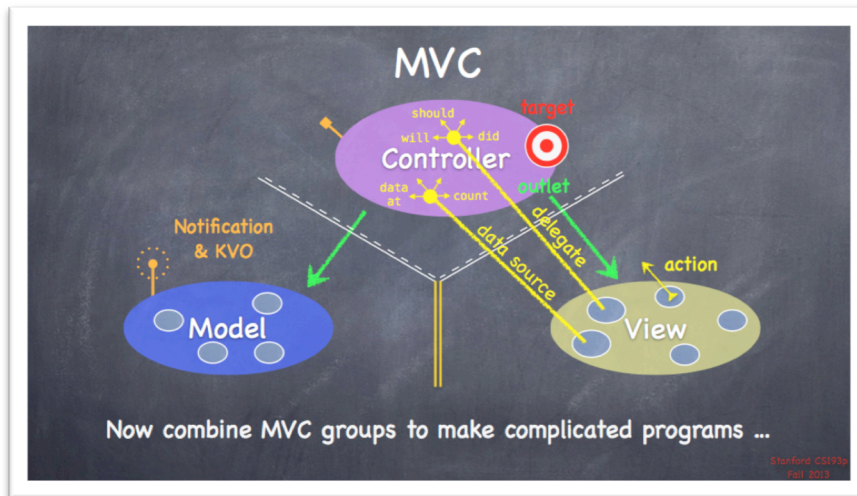 MVC
should
target
will
did
Controller
data
at
count
outlet
Notification
& KVO
delegate
data source
action
Model
View
Now combine MVC groups to make complicated programs ...
Stanford CS193p
Fall 2013